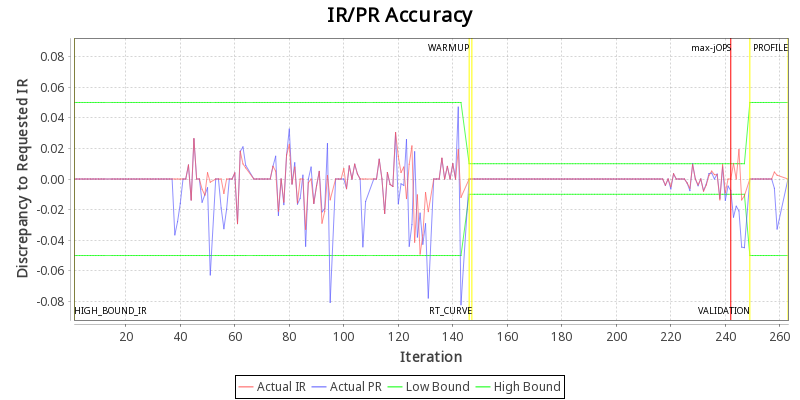 IR/PR Accuracy
Discrepancy to Requested IR
0.08
0.06
0.04
0.02
0.00
-0.02
-0.04
-0.06
-0.08
WARMUP
max-jOPS
PROFILE
HIGH_BOUND_IR
RT_CURVE
VALIDATION
20 40 60 80 100 120 140 160 180 200 220 240 260
Iteration
Actual IR Actual PR Low Bound High Bound